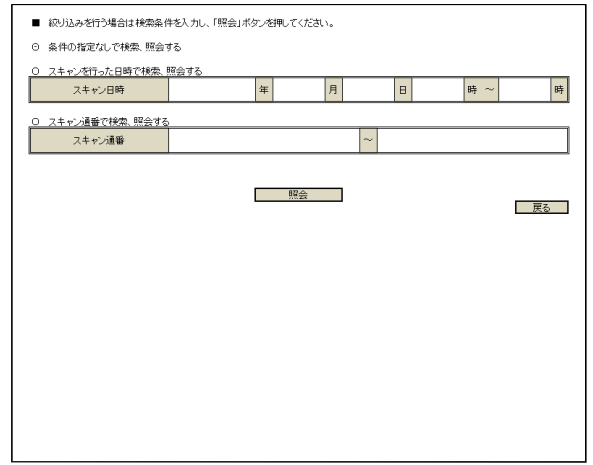 ■ 絞り込みを行う場合は検索条件を入力し、「照会」ボタンを押してください。
⊙ 条件の指定なしで検索、照会する
○ スキャンを行った日時で検索、照会する
スキャン日時 年 月 日 時 ～ 時
○ スキャン通番で検索、照会する
スキャン通番 ～
照会
戻る